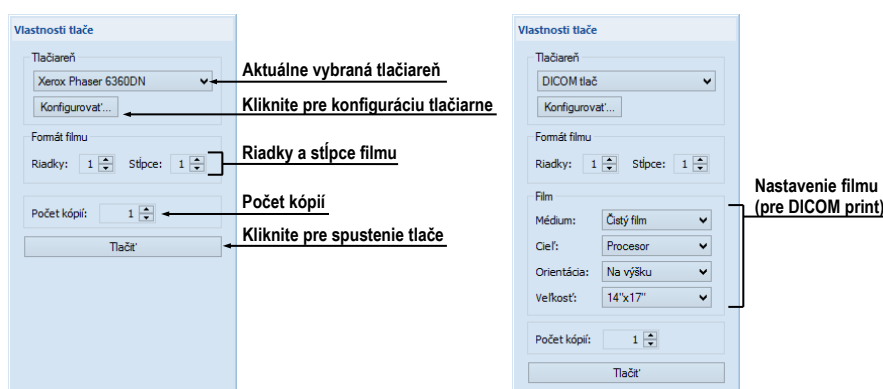 Vlastnosti tlače
Tlačiareň
Xerox Phaser 6360DN
Konfigurovať...
Formát filmu
Riadky: 1 Stĺpce: 1
Počet kópií: 1
Tlačiť
Aktuálne vybraná tlačiareň
Kliknite pre konfiguráciu tlačiarne
Riadky a stĺpce filmu
Počet kópií
Kliknite pre spustenie tlače
Vlastnosti tlače
Tlačiareň
DICOM tlač
Konfigurovať...
Formát filmu
Riadky: 1 Stĺpce: 1
Film
Médium: Čistý film
Cieľ: Procesor
Orientácia: Na výšku
Veľkosť: 14"x17"
Počet kópií: 1
Tlačiť
Nastavenie filmu
(pre DICOM print)